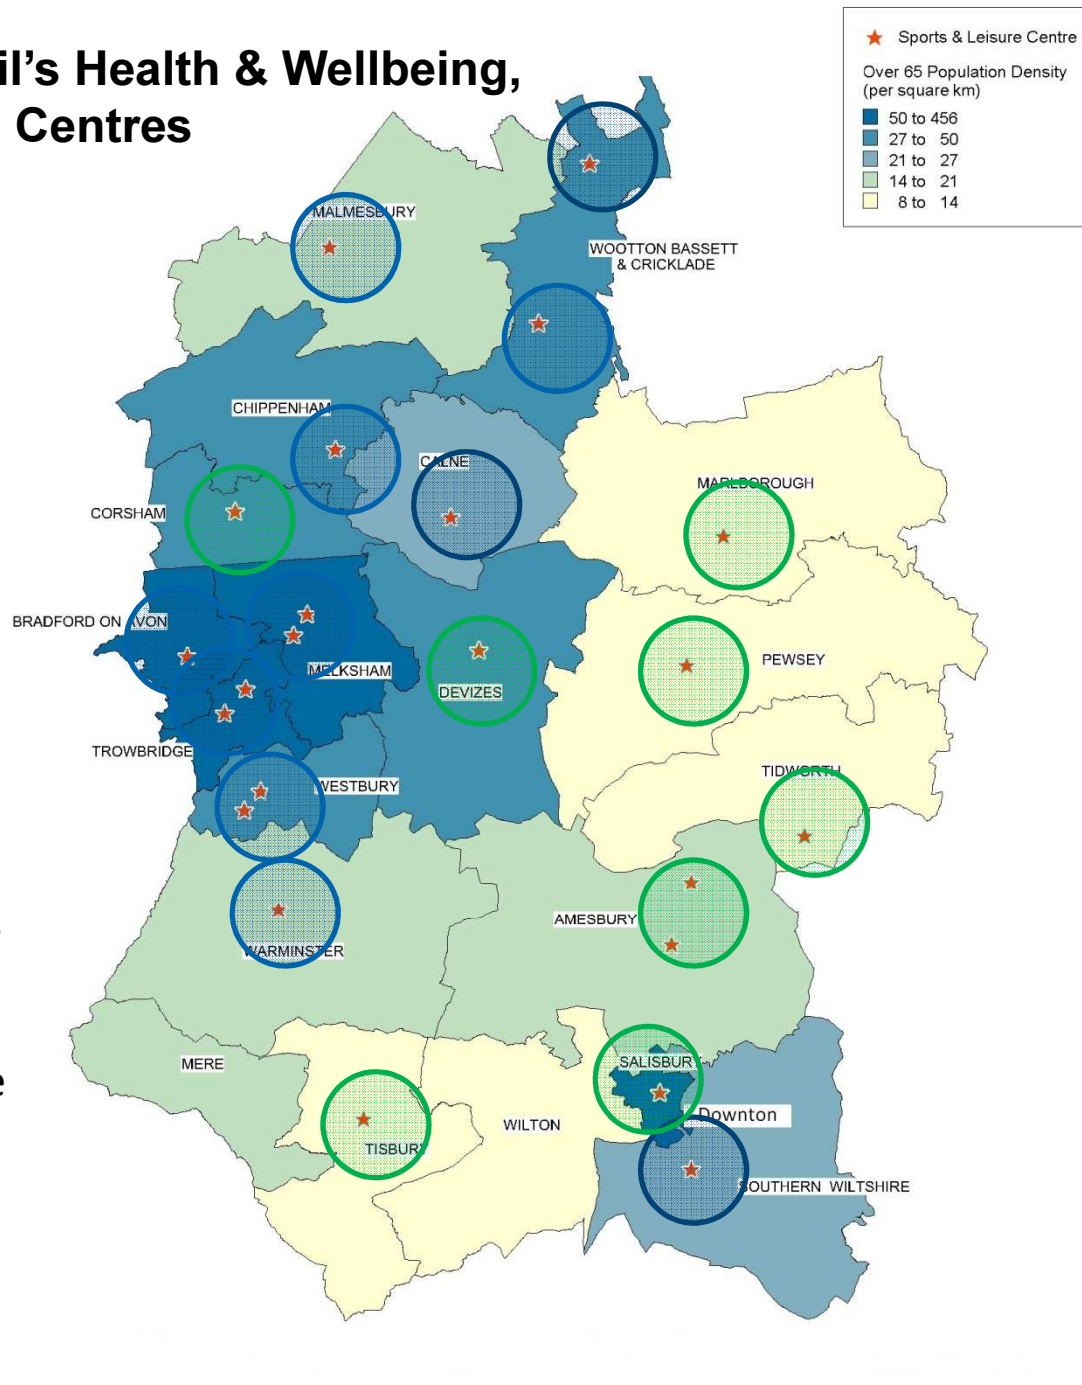 il’s Health & Wellbeing,
Centres
Sports & Leisure Centre
Over 65 Population Density
(per square km)
50 to 456
27 to 50
21 to 27
14 to 21
8 to 14
MALMESBURY
WOOTTON BASSETT
& CRICKLADE
CHIPPENHAM
CALNE
MARLBOROUGH
CORSHAM
BRADFORD ON AVON
PEWSEY
MELKSHAM
DEVIZES
TROWBRIDGE
TIDWORTH
WESTBURY
AMESBURY
WARMINSTER
e
MERE
SALISBURY
Downton
WILTON
TISBURY
SOUTHERN WILTSHIRE